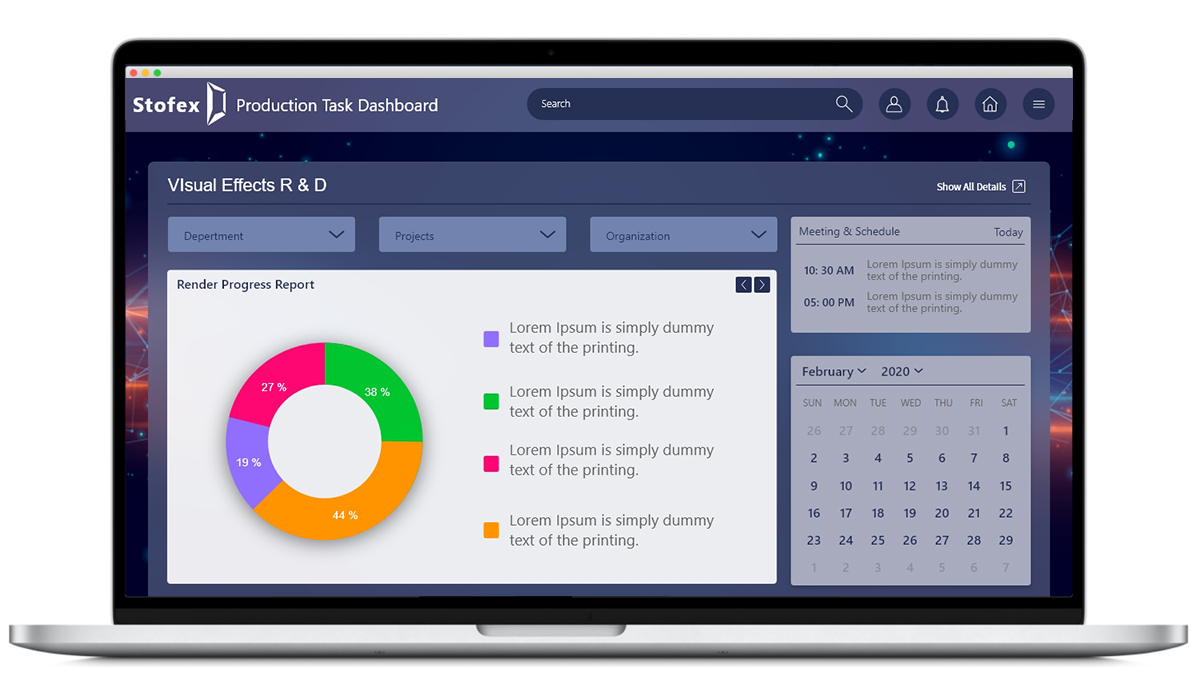 Stofex Production Task Dashboard
Search
VIsual Effects R & D
Show All Details
Depertment
Projects
Organization
Meeting & Schedule Today
10: 30 AM Lorem Ipsum is simply dummy
text of the printing.
05: 00 PM Lorem Ipsum is simply dummy
text of the printing.
Render Progress Report
27 %
38 %
19 %
44 %
Lorem Ipsum is simply dummy
text of the printing.
Lorem Ipsum is simply dummy
text of the printing.
Lorem Ipsum is simply dummy
text of the printing.
Lorem Ipsum is simply dummy
text of the printing.
February 2020
SUN MON TUE WED THU FRI SAT
26 27 28 29 30 31 1
2 3 4 5 6 7 8
9 10 11 12 13 14 15
16 17 18 19 20 21 22
23 24 25 26 27 28 29
1 2 3 4 5 6 7